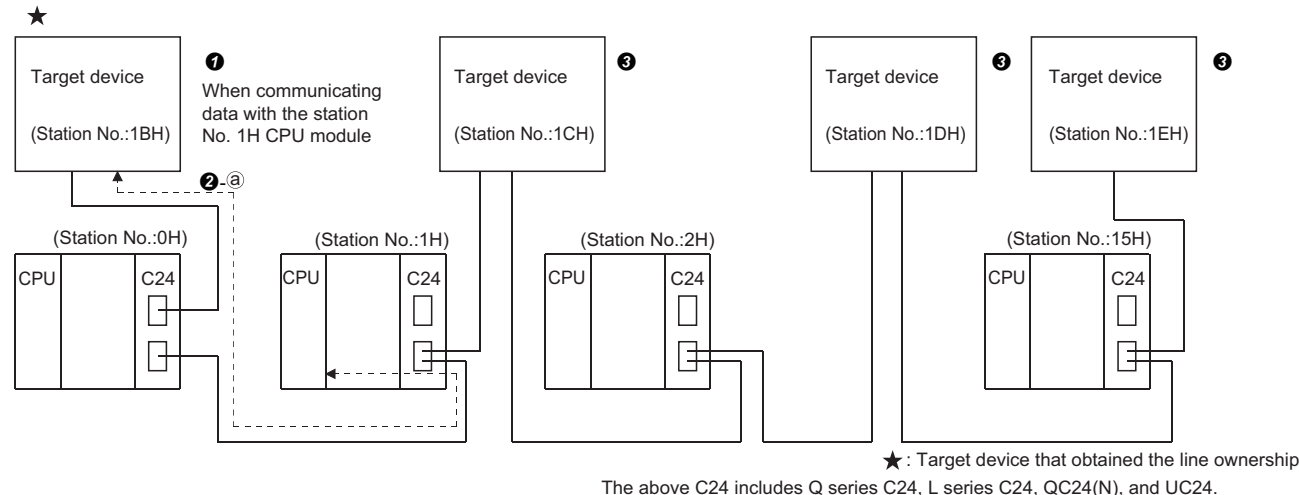 ★
Target device
(Station No.:1BH)
❶
When communicating
data with the station
No. 1H CPU module
Target device
(Station No.:1CH)
❸
Target device
(Station No.:1DH)
❸
Target device
(Station No.:1EH)
❸
❷-ⓐ
(Station No.:0H)
CPU
C24
(Station No.:1H)
CPU
C24
(Station No.:2H)
CPU
C24
(Station No.:15H)
CPU
C24
★: Target device that obtained the line ownership
The above C24 includes Q series C24, L series C24, QC24(N), and UC24.